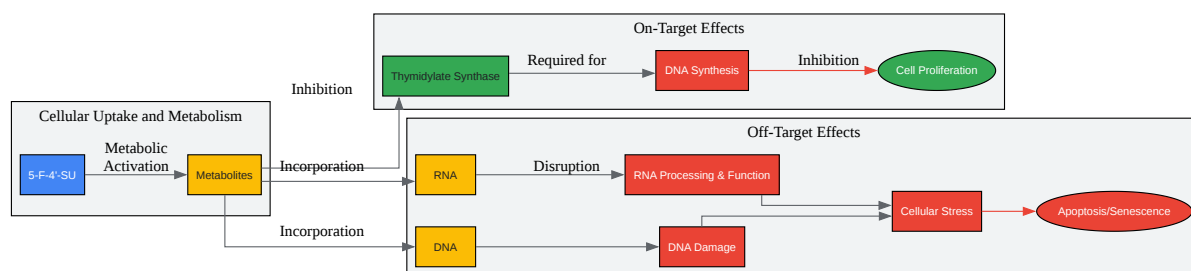 On-Target Effects
Required for
Inhibition
Thymidylate Synthase
DNA Synthesis
Cell Proliferation
Inhibition
Cellular Uptake and Metabolism
Metabolic
Activation
5-F-4'-SU
Metabolites
Incorporation
Incorporation
Off-Target Effects
RNA
Disruption
RNA Processing & Function
Cellular Stress
Apoptosis/Senescence
DNA
DNA Damage